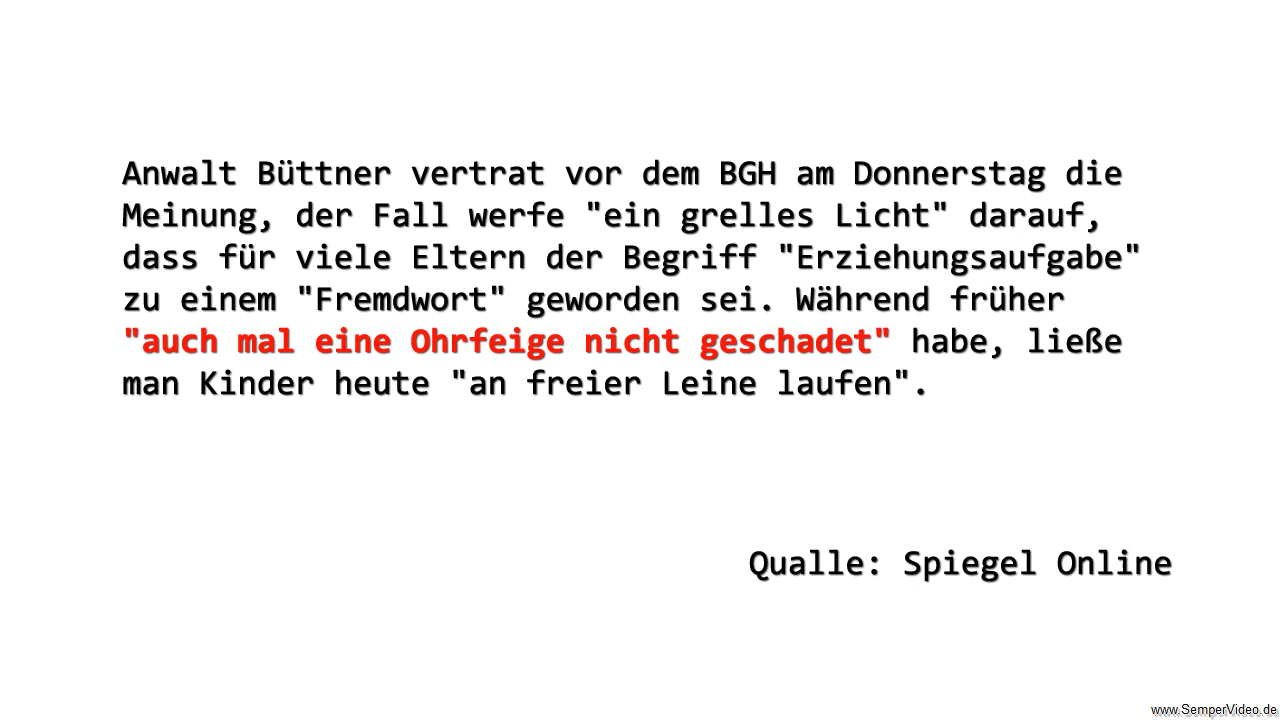 Anwalt Büttner vertrat vor dem BGH am Donnerstag die
Meinung, der Fall werfe "ein grelles Licht" darauf,
dass für viele Eltern der Begriff "Erziehungsaufgabe"
zu einem "Fremdwort" geworden sei. Während früher
"auch mal eine Ohrfeige nicht geschadet" habe, ließe
man Kinder heute "an freier Leine laufen".
Qualle: Spiegel Online
www.SemperVideo.de